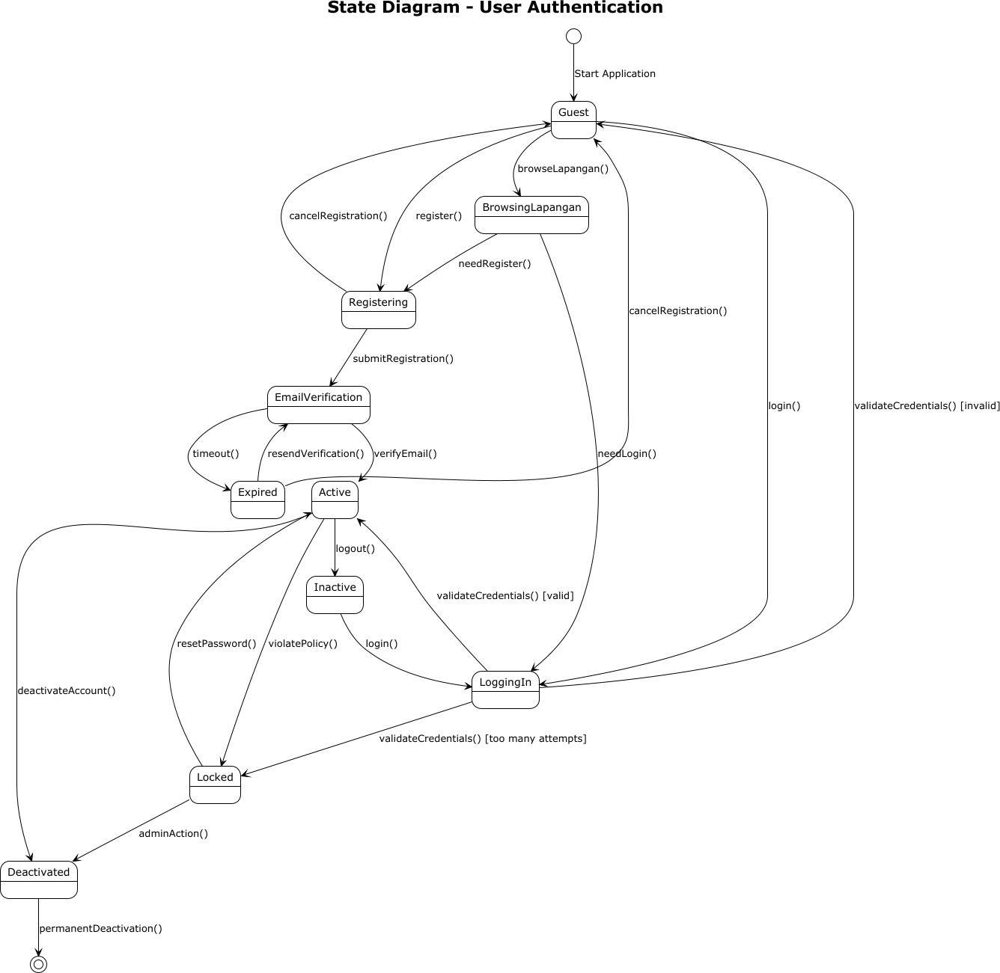 State Diagram - User Authentication
Start Application
Guest
browseLapangan()
BrowsingLapangan
cancelRegistration()
register()
needRegister()
Registering
cancelRegistration()
submitRegistration()
EmailVerification
login()
validateCredentials() [invalid]
timeout()
resendVerification()
verifyEmail()
needLogin()
Expired
Active
logout()
Inactive
validateCredentials() [valid]
resetPassword()
violatePolicy()
login()
LoggingIn
deactivateAccount()
validateCredentials() [too many attempts]
Locked
adminAction()
Deactivated
permanentDeactivation()